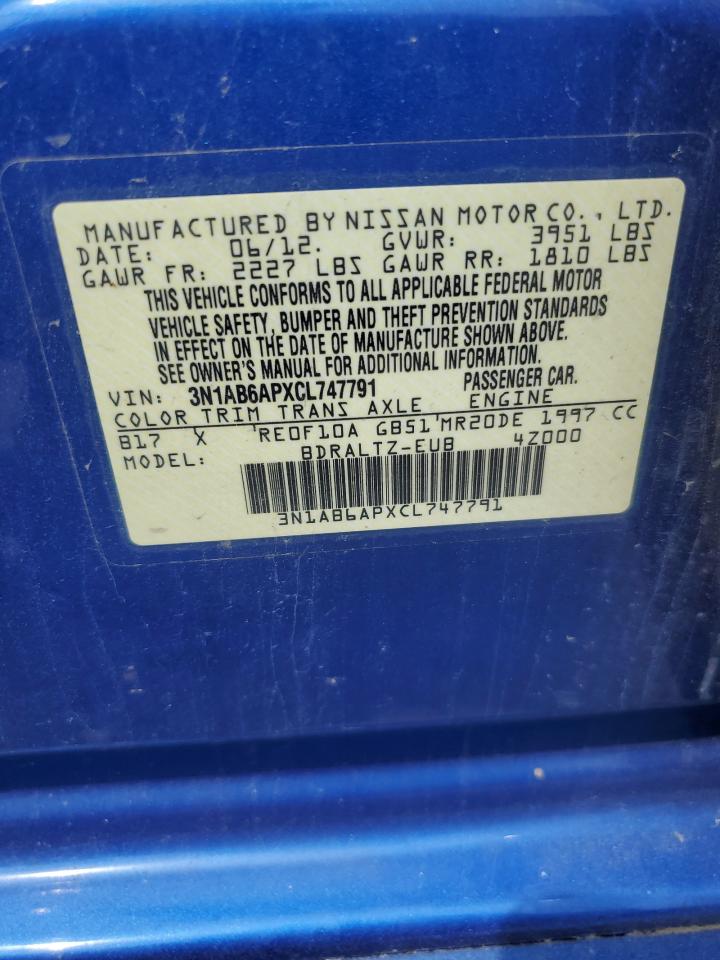 MANUFACTURED BY NISSAN MOTOR CO., LTD.
DATE: 06/12. GVWR: 3951 LBS
GAWR FR: 2227 LBS GAWR RR: 1810 LBS
THIS VEHICLE CONFORMS TO ALL APPLICABLE FEDERAL MOTOR
VEHICLE SAFETY, BUMPER AND THEFT PREVENTION STANDARDS
IN EFFECT ON THE DATE OF MANUFACTURE SHOWN ABOVE.
SEE OWNER'S MANUAL FOR ADDITIONAL INFORMATION.
VIN: 3N1AB6APXCL747791 PASSENGER CAR.
COLOR TRIM TRANS AXLE ENGINE
B17 X 'RE0F10A GB51'MR20DE 1997 CC
MODEL: BDRALTZ-EUB 4Z000
3N1AB6APXCL747791